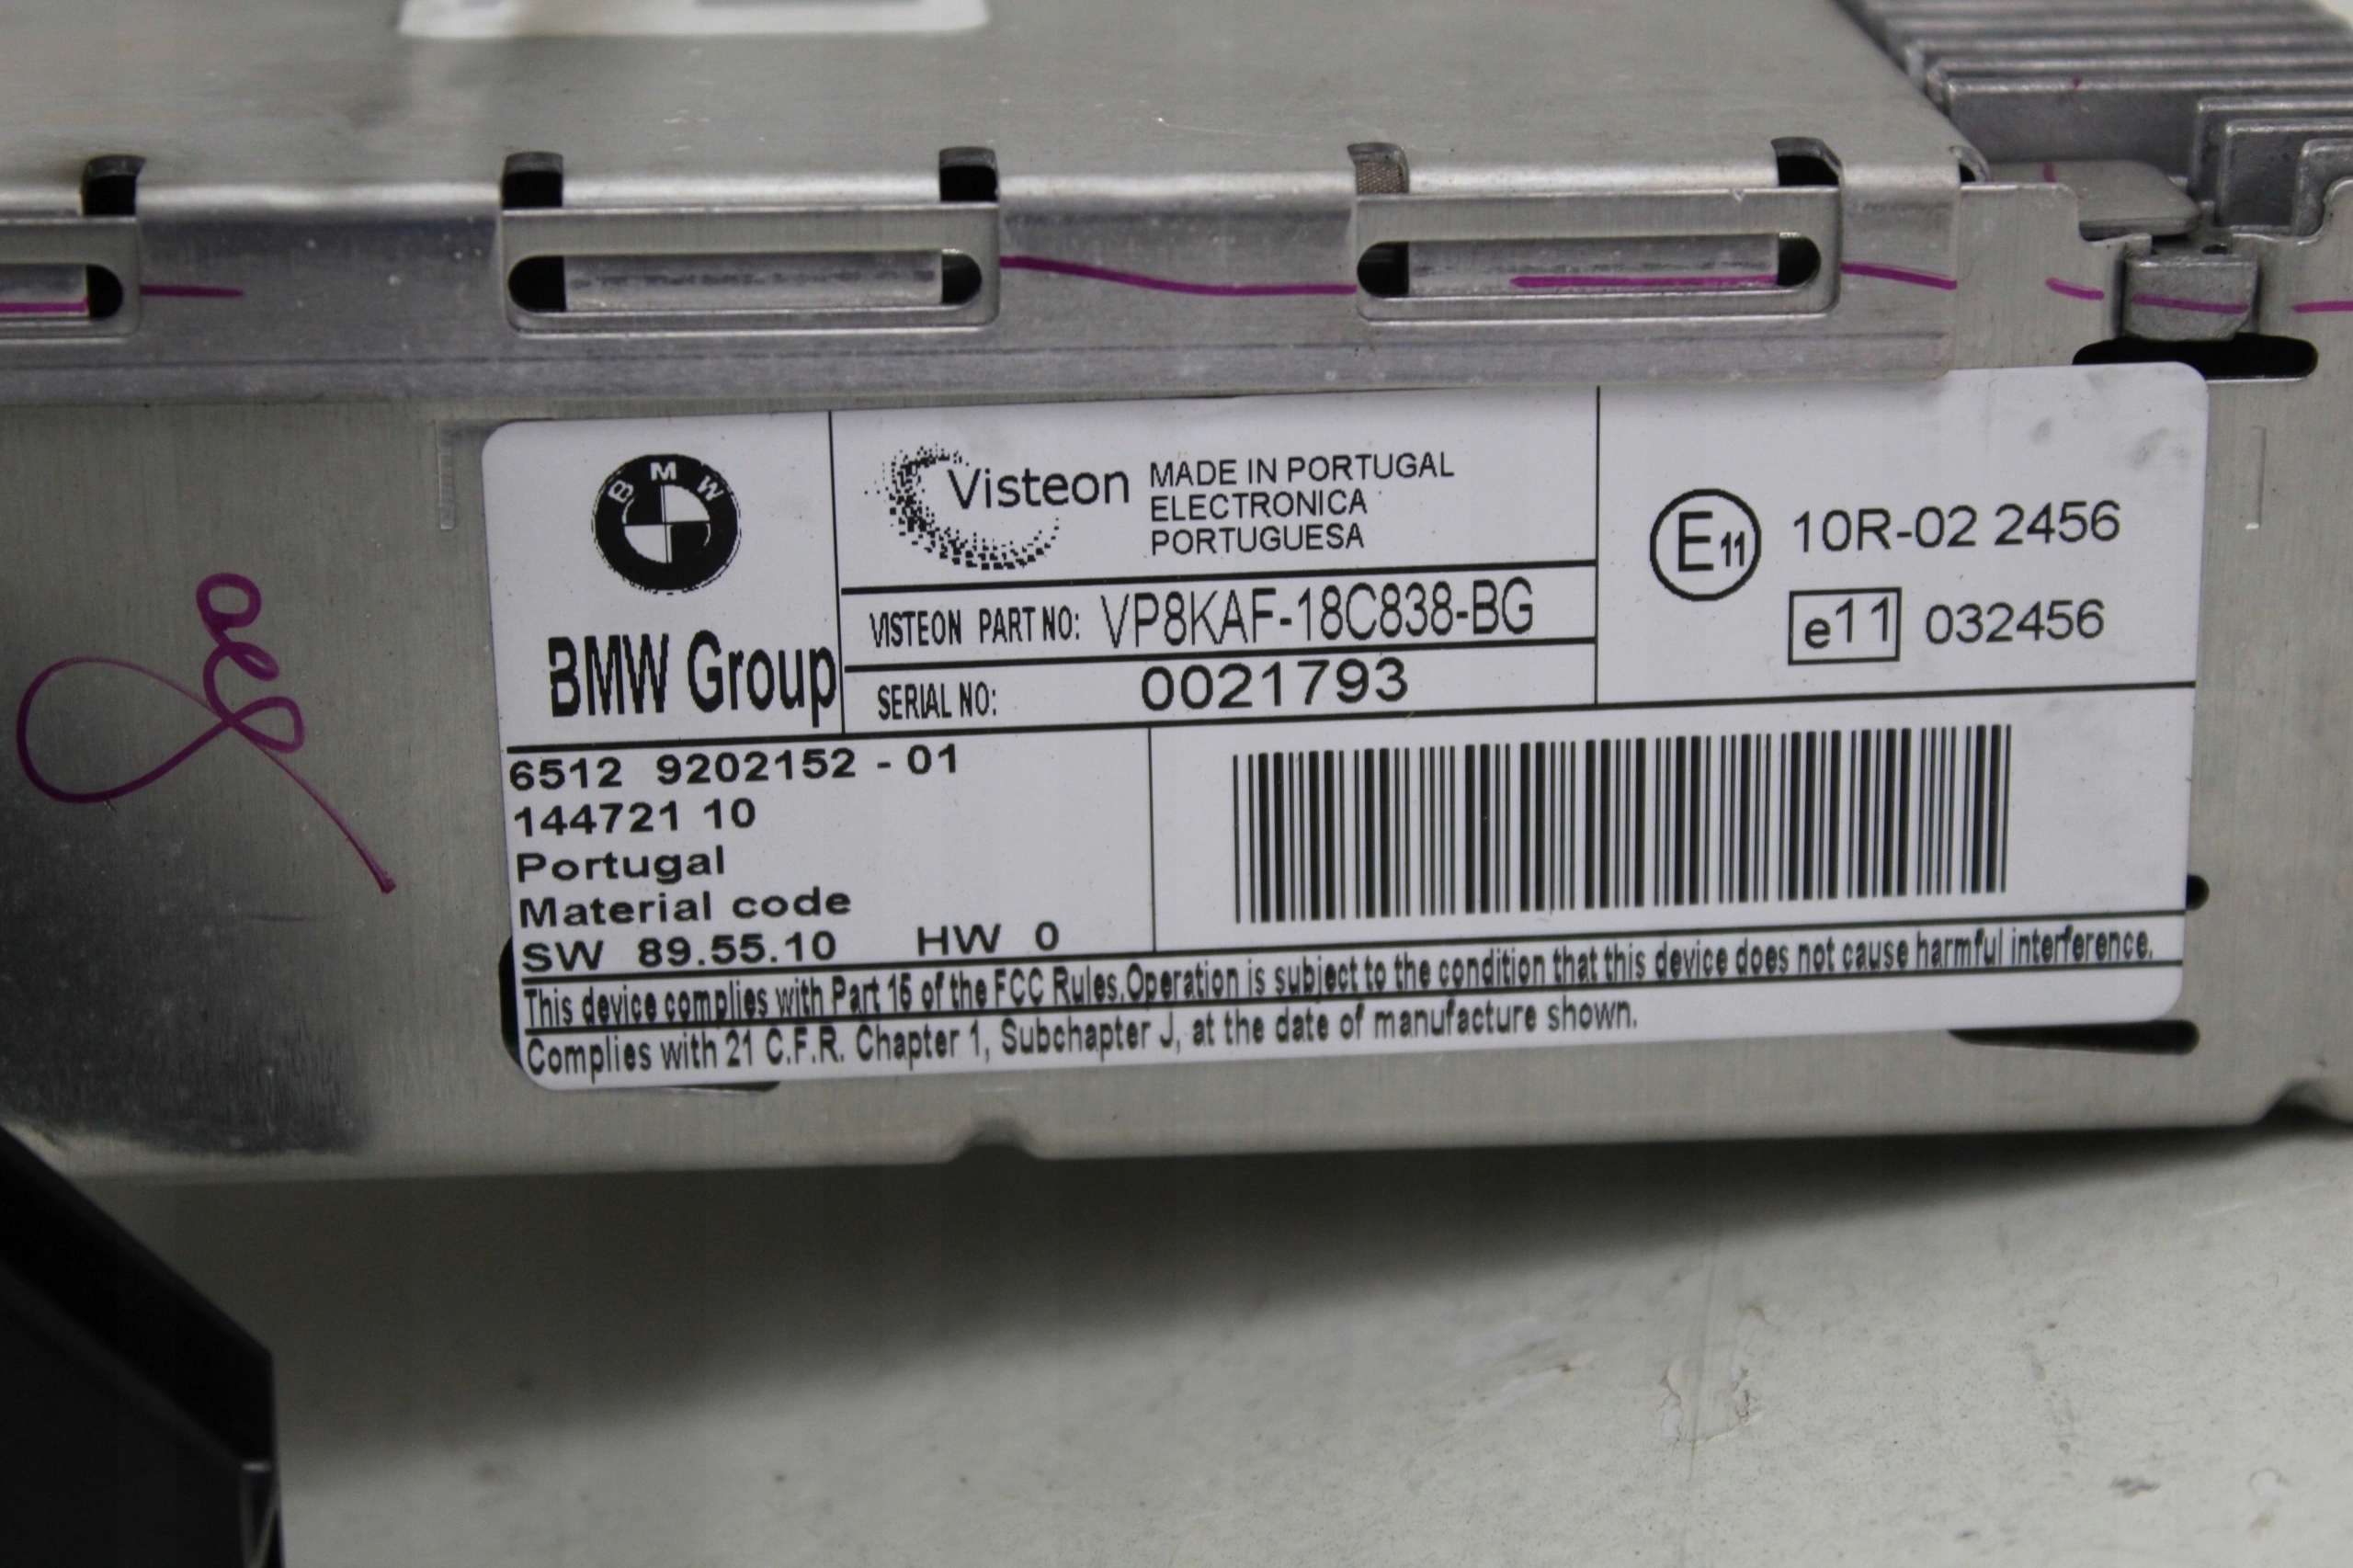 BMW
BMW Group
Visteon
MADE IN PORTUGAL
ELECTRONICA
PORTUGUESA
VISTEON PART NO: VP8KAF-18C838-BG
SERIAL NO: 0021793
E11 10R-02 2456
e11 032456
6512 9202152 - 01
144721 10
Portugal
Material code
SW 89.55.10 HW 0
This device complies with Part 15 of the FCC Rules.Operation is subject to the condition that this device does not cause harmful interference.
Complies with 21 C.F.R. Chapter 1, Subchapter J, at the date of manufacture shown.